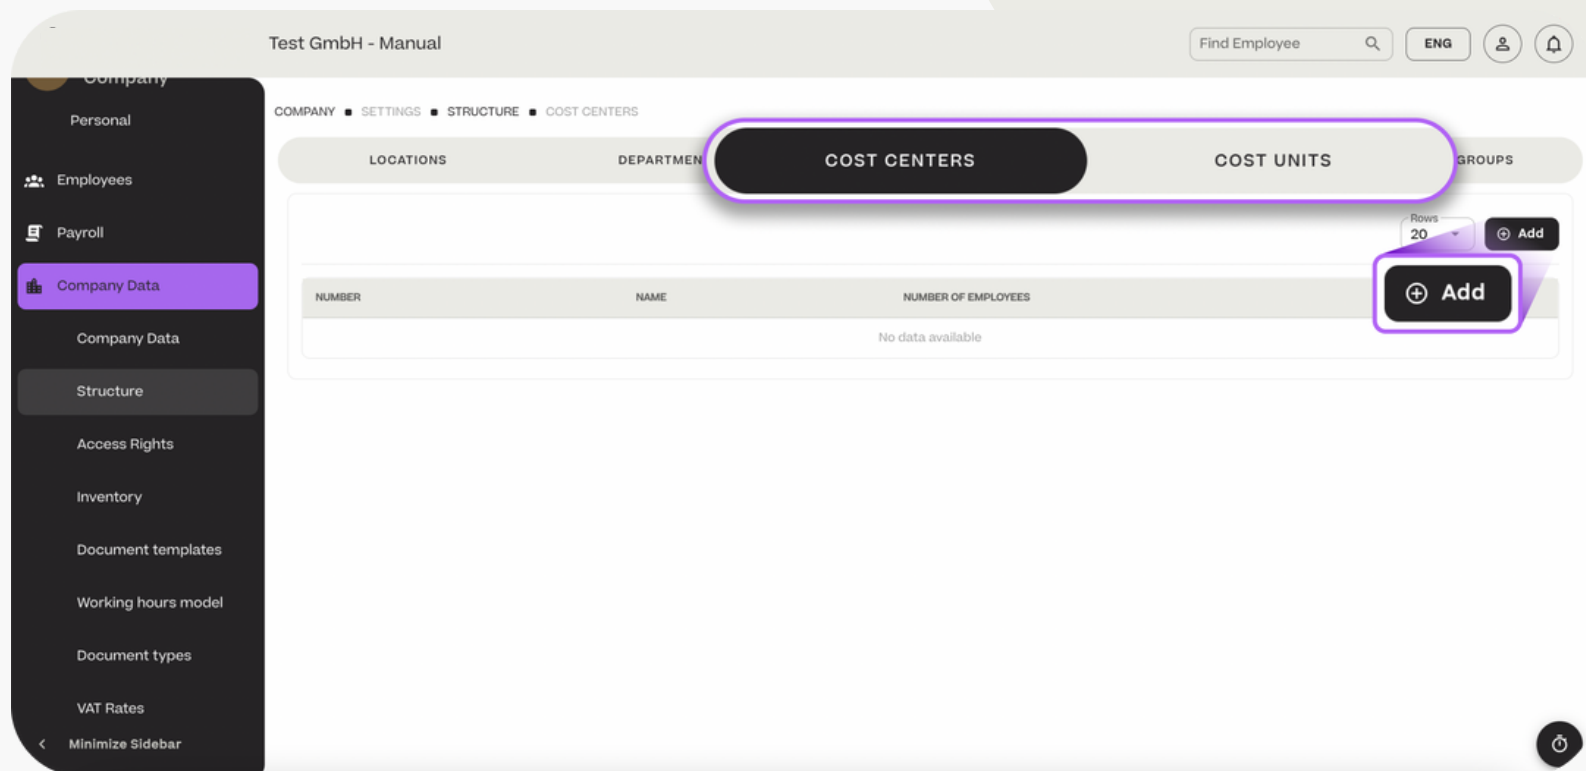 Test GmbH - Manual
Find Employee
ENG
Company
Personal
Employees
Payroll
Company Data
Company Data
Structure
Access Rights
Inventory
Document templates
Working hours model
Document types
VAT Rates
Minimize Sidebar
COMPANY ■ SETTINGS ■ STRUCTURE ■ COST CENTERS
LOCATIONS
DEPARTMEN
COST CENTERS
COST UNITS
GROUPS
Rows
20
Add
Add
NUMBER
NAME
NUMBER OF EMPLOYEES
No data available